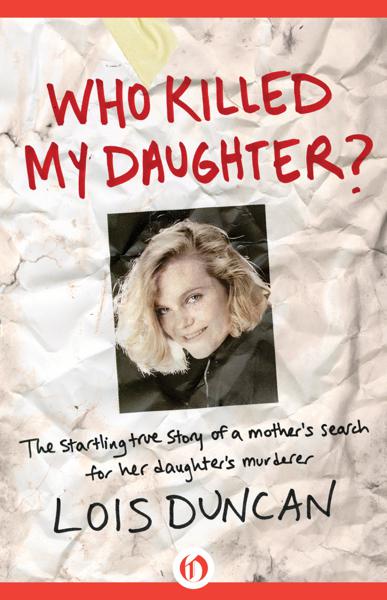 WHO KILLED
MY DAUGHTER?
The startling true story of a mother's search
for her daughter's murderer
LOIS DUNCAN